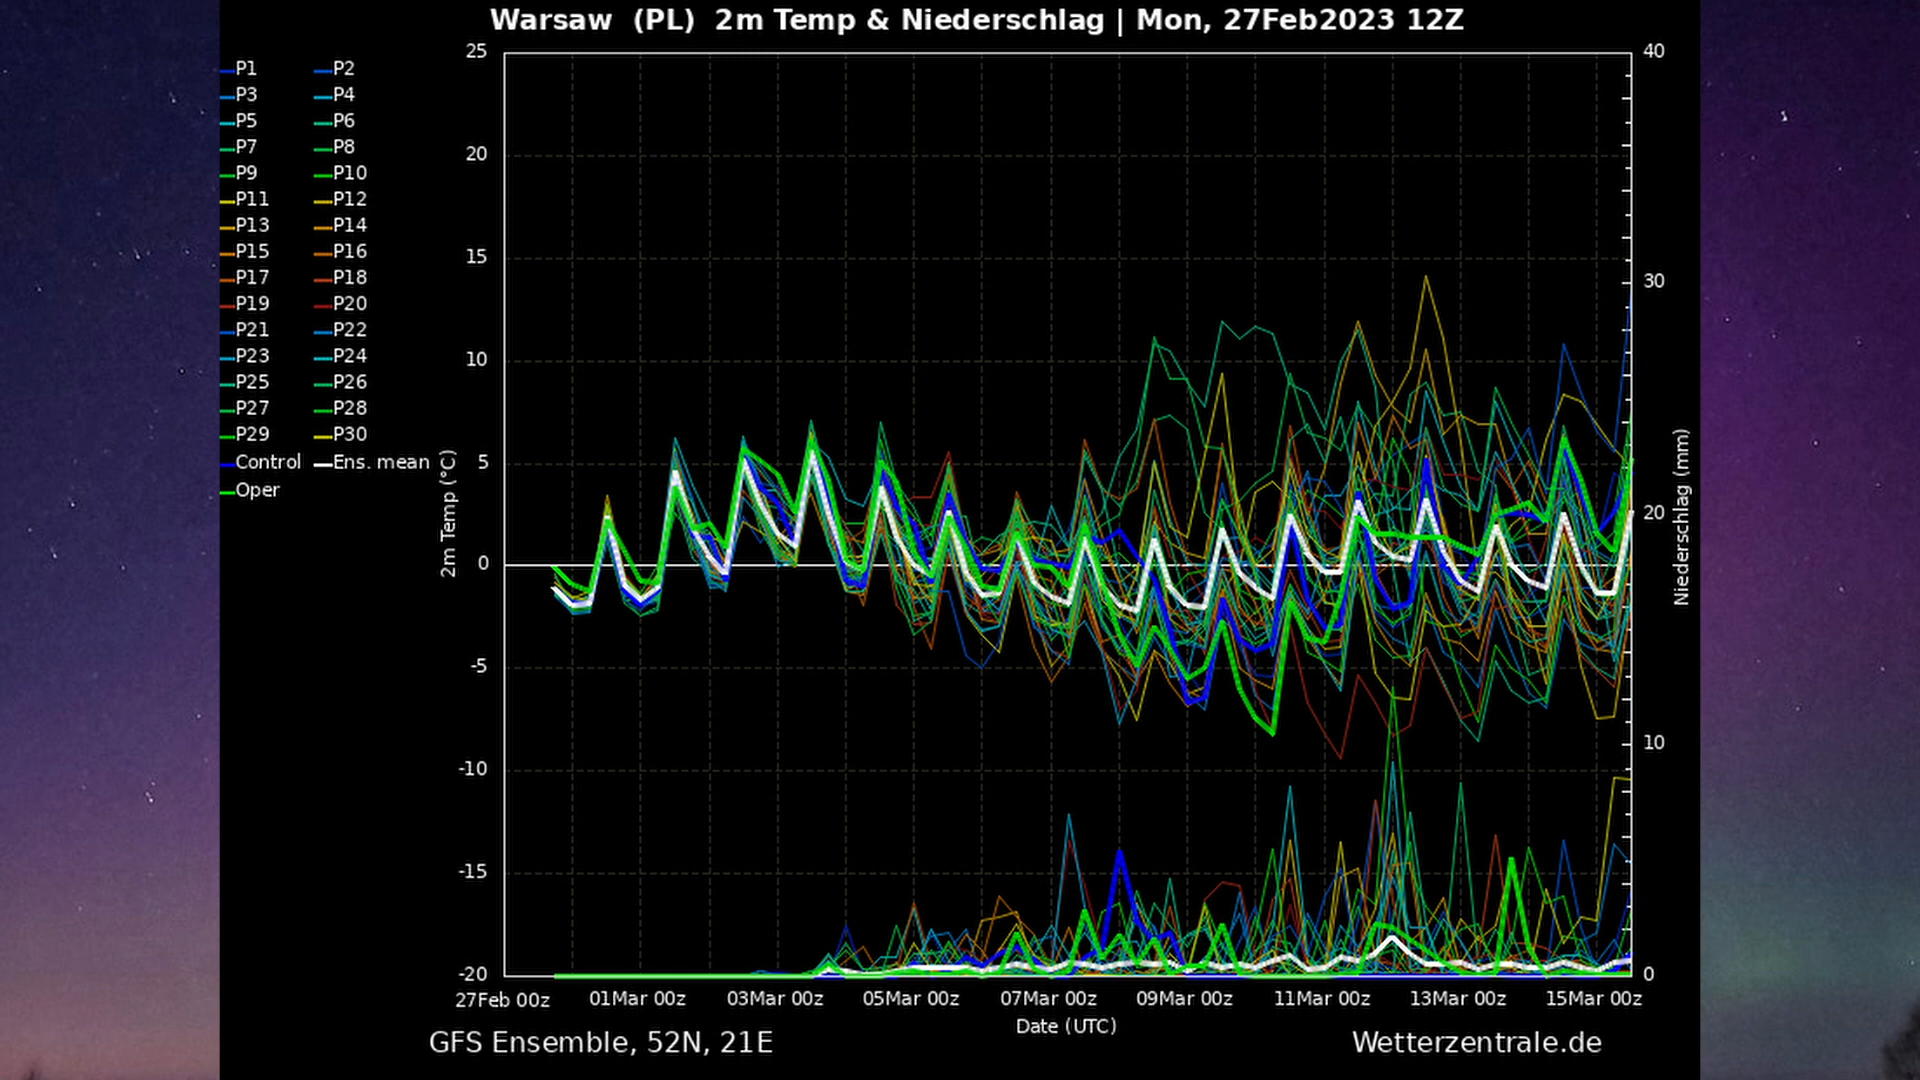 Warsaw (PL) 2m Temp & Niederschlag | Mon, 27Feb2023 12Z
P1 P2
P3 P4
P5 P6
P7 P8
P9 P10
P11 P12
P13 P14
P15 P16
P17 P18
P19 P20
P21 P22
P23 P24
P25 P26
P27 P28
P29 P30
Control Ens. mean
Oper
2m Temp (°C)
25
20
15
10
5
0
-5
-10
-15
-20
40
30
20
10
0
Niederschlag (mm)
27Feb 00z 01Mar 00z 03Mar 00z 05Mar 00z 07Mar 00z 09Mar 00z 11Mar 00z 13Mar 00z 15Mar 00z
Date (UTC)
GFS Ensemble, 52N, 21E
Wetterzentrale.de